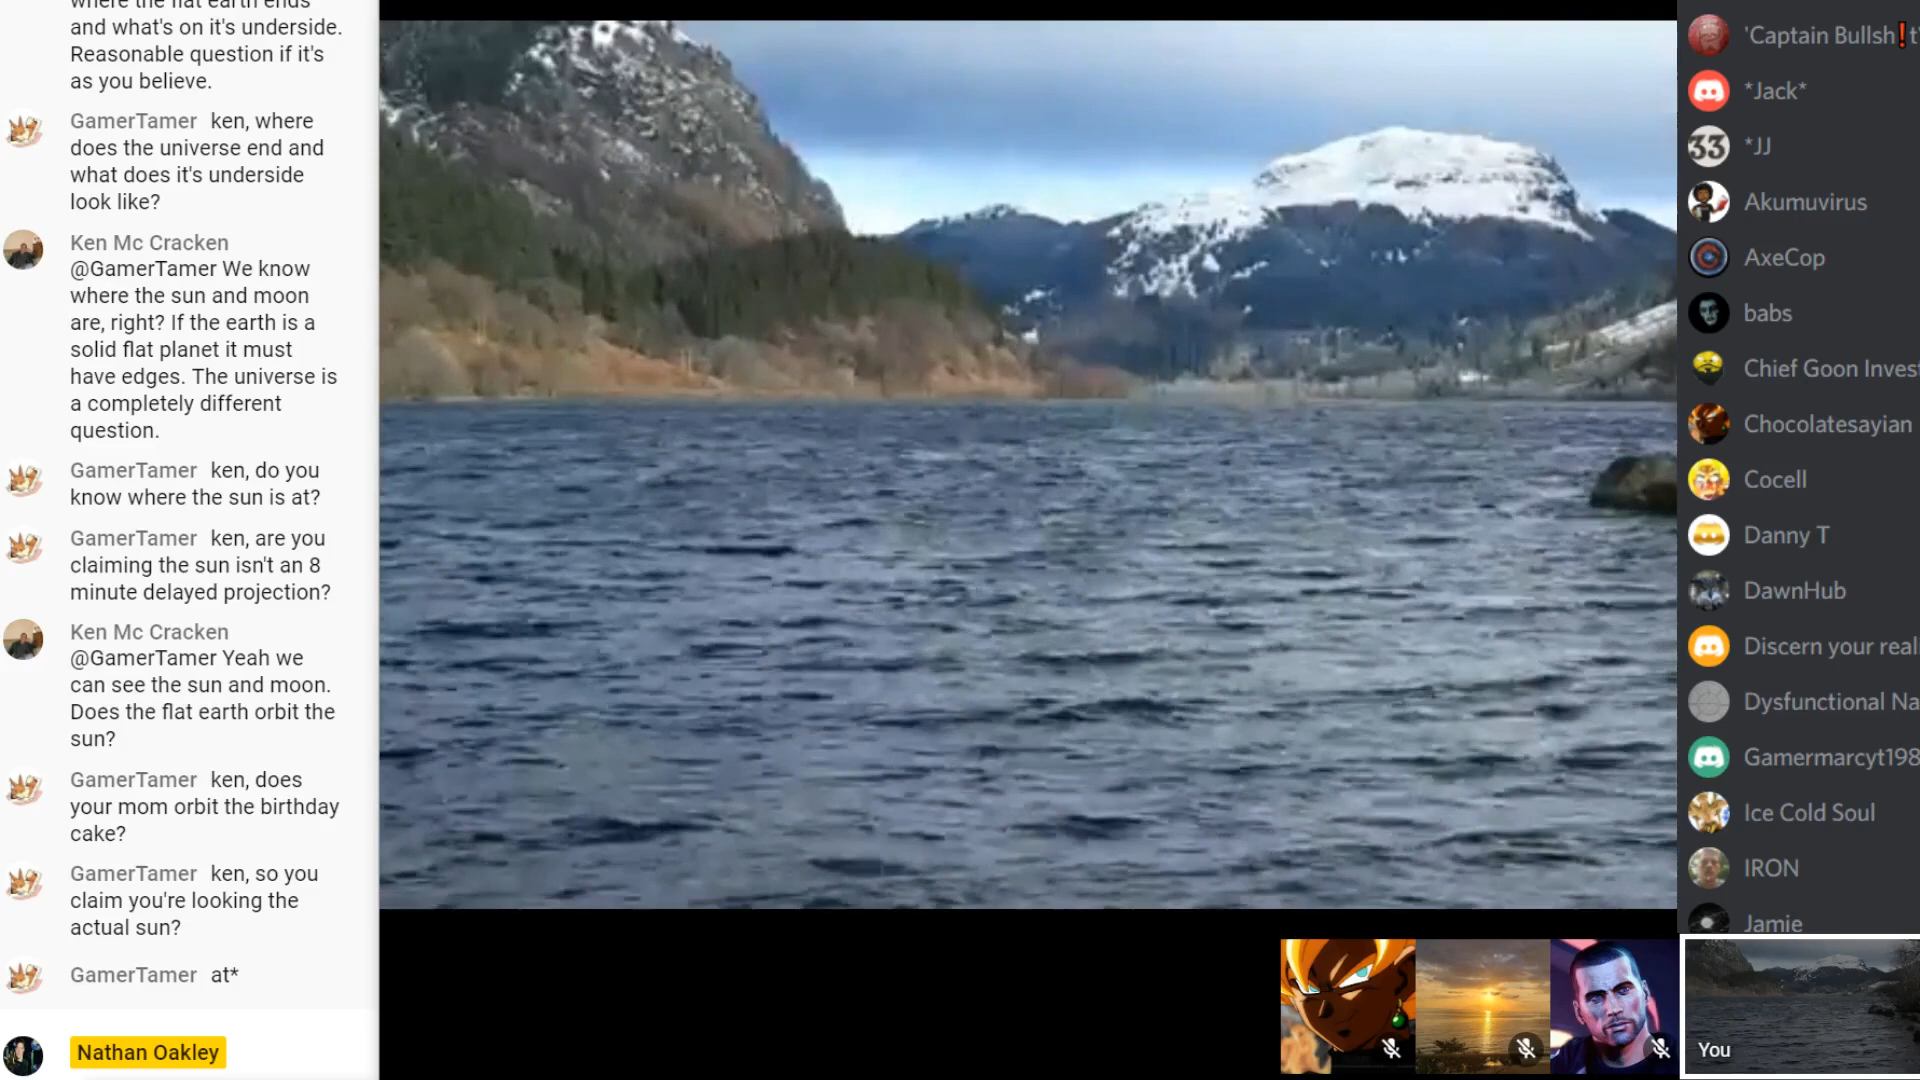 where the flat earth ends
and what's on it's underside.
Reasonable question if it's
as you believe.
GamerTamer ken, where
does the universe end and
what does it's underside
look like?
Ken Mc Cracken
@GamerTamer We know
where the sun and moon
are, right? If the earth is a
solid flat planet it must
have edges. The universe is
a completely different
question.
GamerTamer ken, do you
know where the sun is at?
GamerTamer ken, are you
claiming the sun isn't an 8
minute delayed projection?
Ken Mc Cracken
@GamerTamer Yeah we
can see the sun and moon.
Does the flat earth orbit the
sun?
GamerTamer ken, does
your mom orbit the birthday
cake?
GamerTamer ken, so you
claim you're looking the
actual sun?
GamerTamer at*
Nathan Oakley
'Captain Bullsh❗t'
*Jack*
33 *JJ
Akumuvirus
AxeCop
babs
Chief Goon Inves
Chocolatesayian
Cocell
Danny T
DawnHub
Discern your real
Dysfunctional Na
Gamermarcyt198
Ice Cold Soul
IRON
Jamie
You